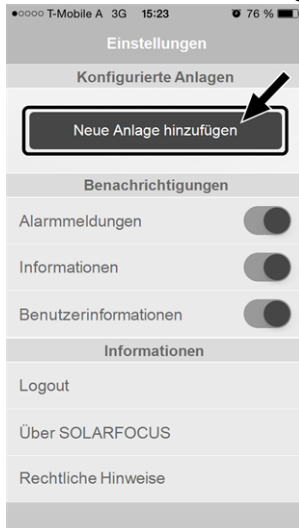 T-Mobile A 3G 15:23 76 %
Einstellungen
Konfigurierte Anlagen
Neue Anlage hinzufügen
Benachrichtigungen
Alarmmeldungen
Informationen
Benutzerinformationen
Informationen
Logout
Über SOLARFOCUS
Rechtliche Hinweise